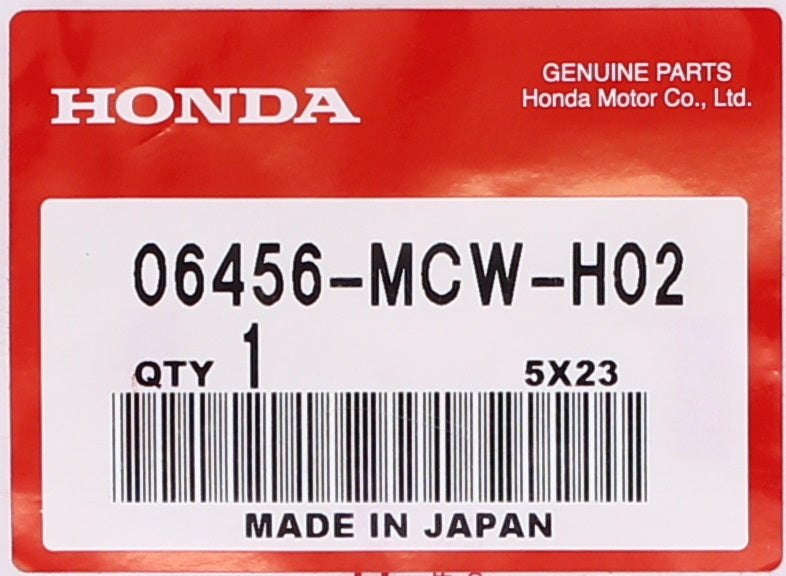 HONDA
GENUINE PARTS
Honda Motor Co., Ltd.
06456-MCW-H02
QTY 1 5X23
MADE IN JAPAN